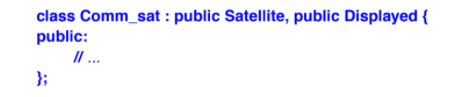 class Comm_sat : public Satellite, public Displayed {
public:
// ...
};